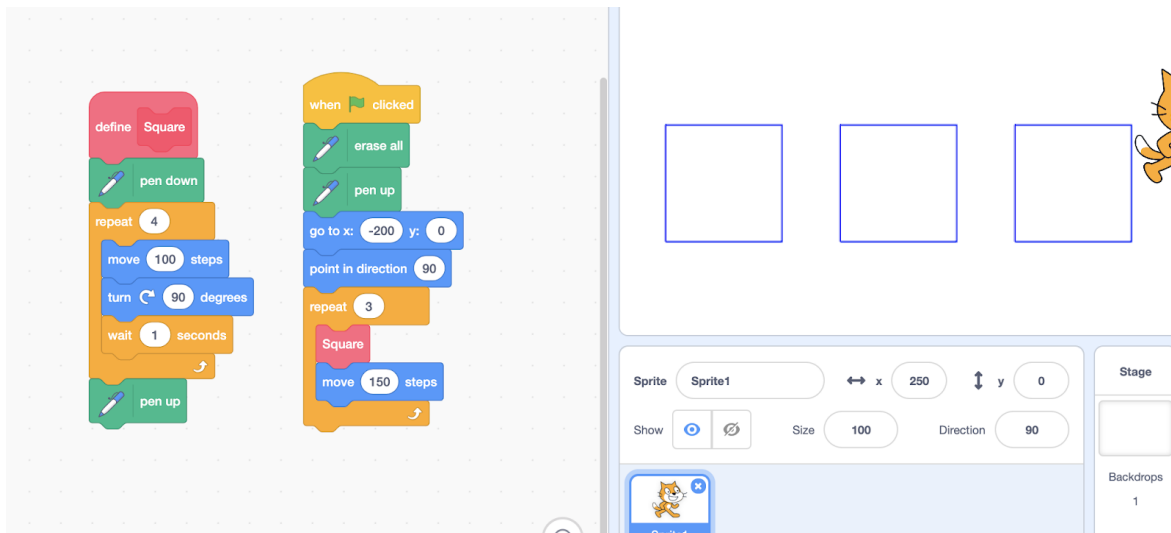 define Square
pen down
repeat 4
move 100 steps
turn 90 degrees
wait 1 seconds
pen up
when clicked
erase all
pen up
go to x: -200 y: 0
point in direction 90
repeat 3
Square
move 150 steps
Sprite Sprite1 x 250 y 0
Show Size 100 Direction 90
Stage
Backdrops
1